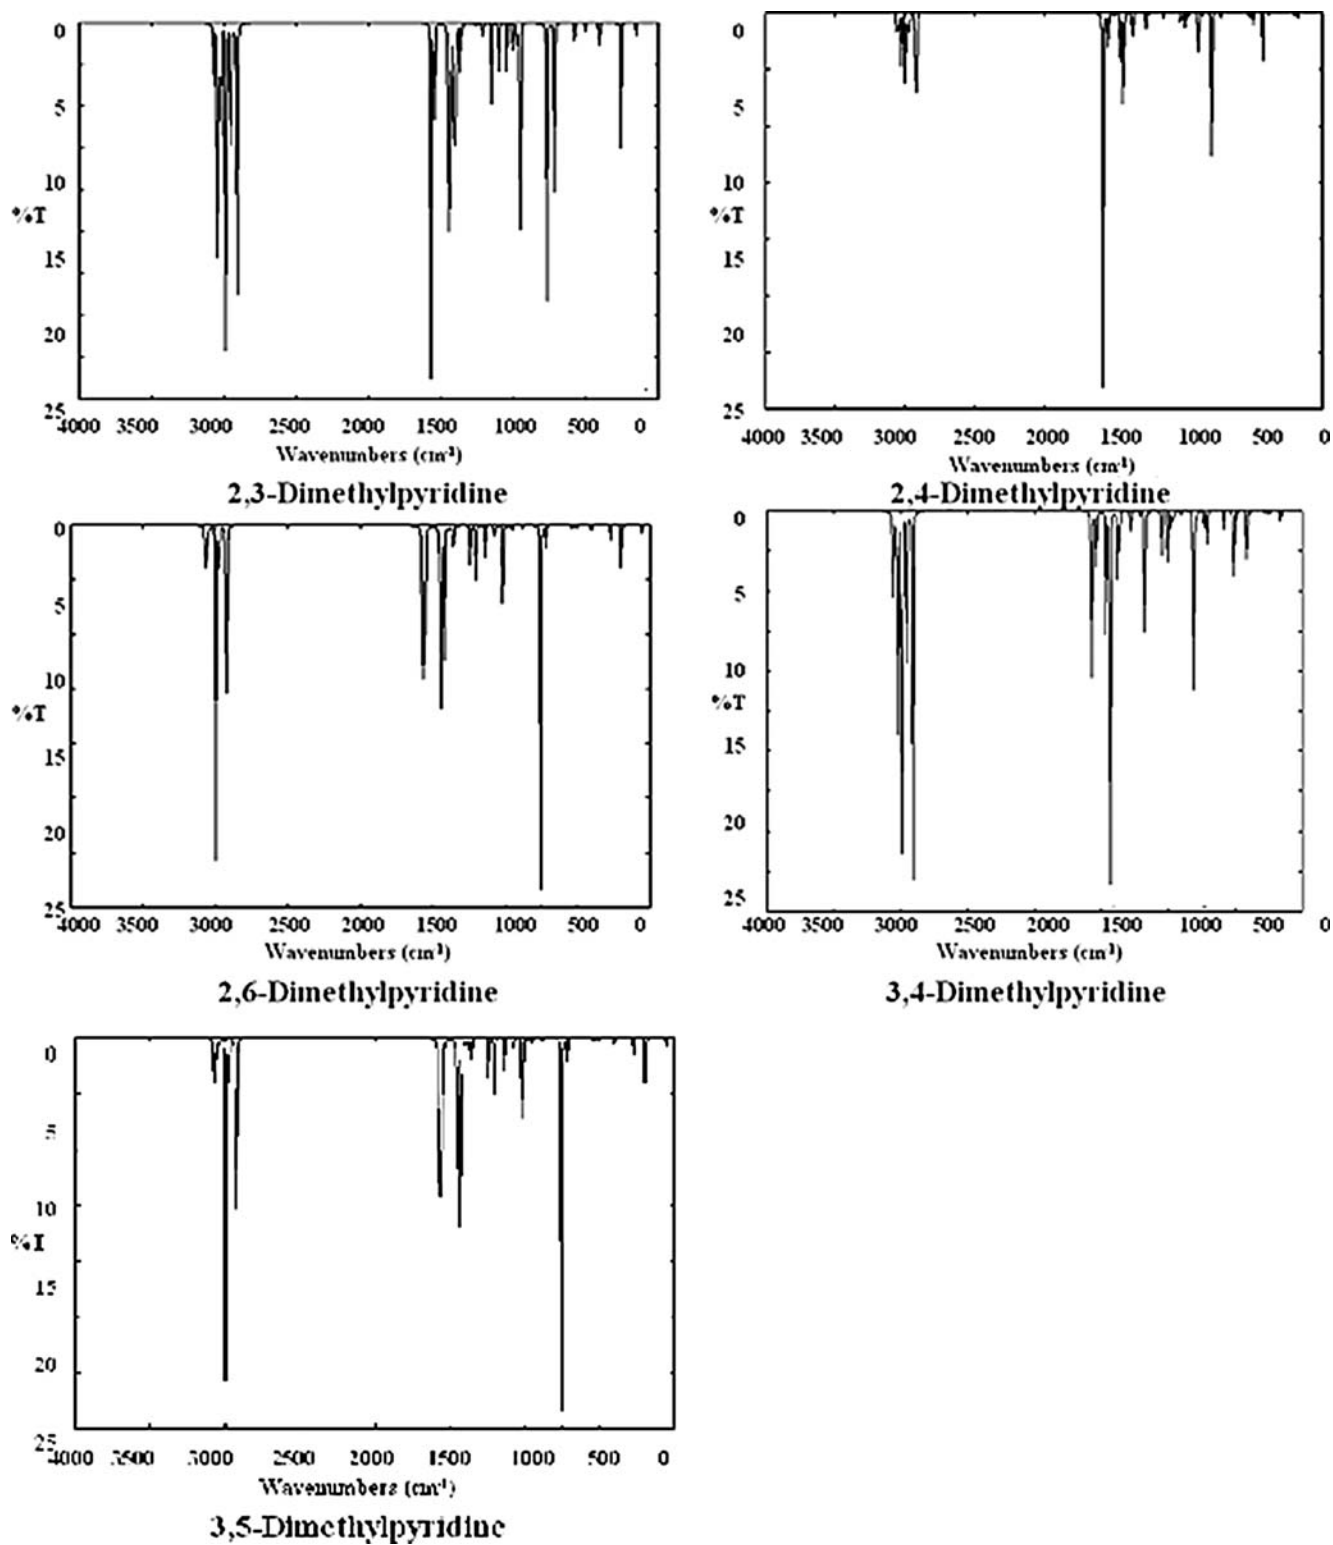 0
5
10
%T
15
20
25
4000 3500 3000 2500 2000 1500 1000 500 0
Wavenumbers (cm-1)
2,3-Dimethylpyridine
0
5
10
%T
15
20
25
4000 3500 3000 2500 2000 1500 1000 500 0
Wavenumbers (cm-1)
2,4-Dimethylpyridine
0
5
10
%T
15
20
25
4000 3500 3000 2500 2000 1500 1000 500 0
Wavenumbers (cm-1)
2,6-Dimethylpyridine
0
5
10
%T
15
20
25
4000 3500 3000 2500 2000 1500 1000 500 0
Wavenumbers (cm-1)
3,4-Dimethylpyridine
0
5
10
%T
15
20
25
4000 3500 3000 2500 2000 1500 1000 500 0
Wavenumbers (cm-1)
3,5-Dimethylpyridine